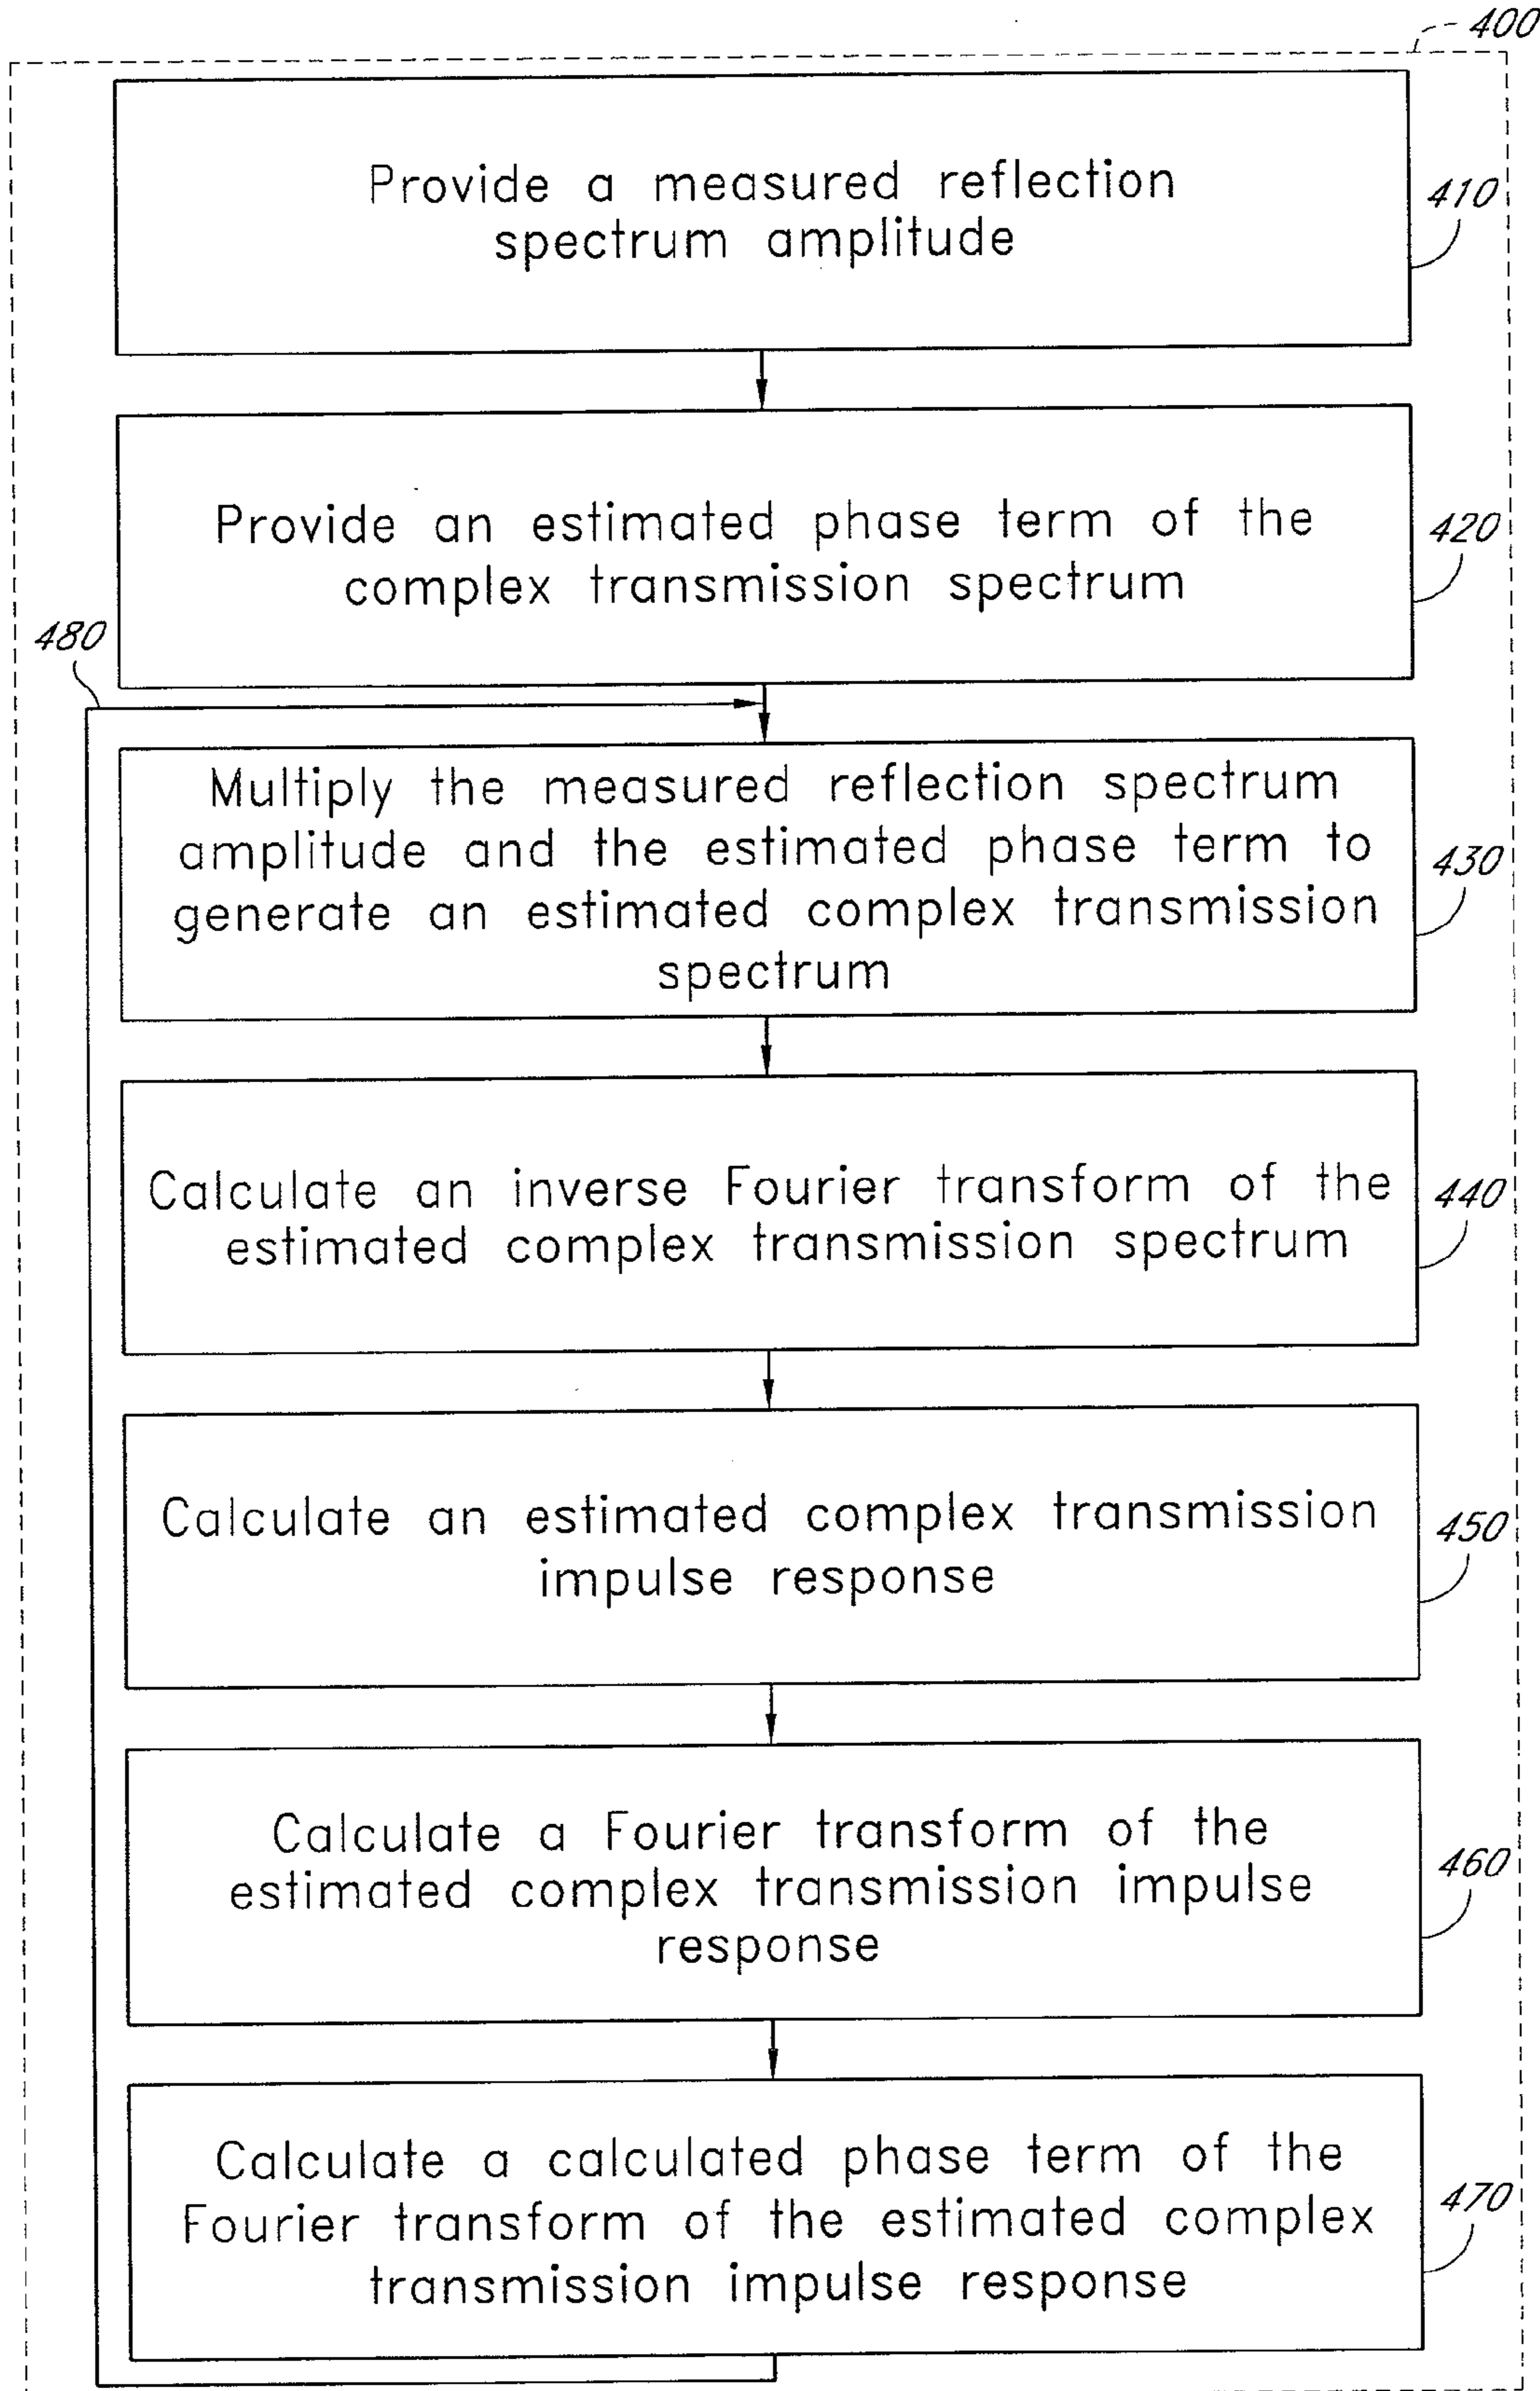 400
Provide a measured reflection
spectrum amplitude
410
Provide an estimated phase term of the
complex transmission spectrum
420
480
Multiply the measured reflection spectrum
amplitude and the estimated phase term to
generate an estimated complex transmission
spectrum
430
Calculate an inverse Fourier transform of the
estimated complex transmission spectrum
440
Calculate an estimated complex transmission
impulse response
450
Calculate a Fourier transform of the
estimated complex transmission impulse
response
460
Calculate a calculated phase term of the
Fourier transform of the estimated complex
transmission impulse response
470